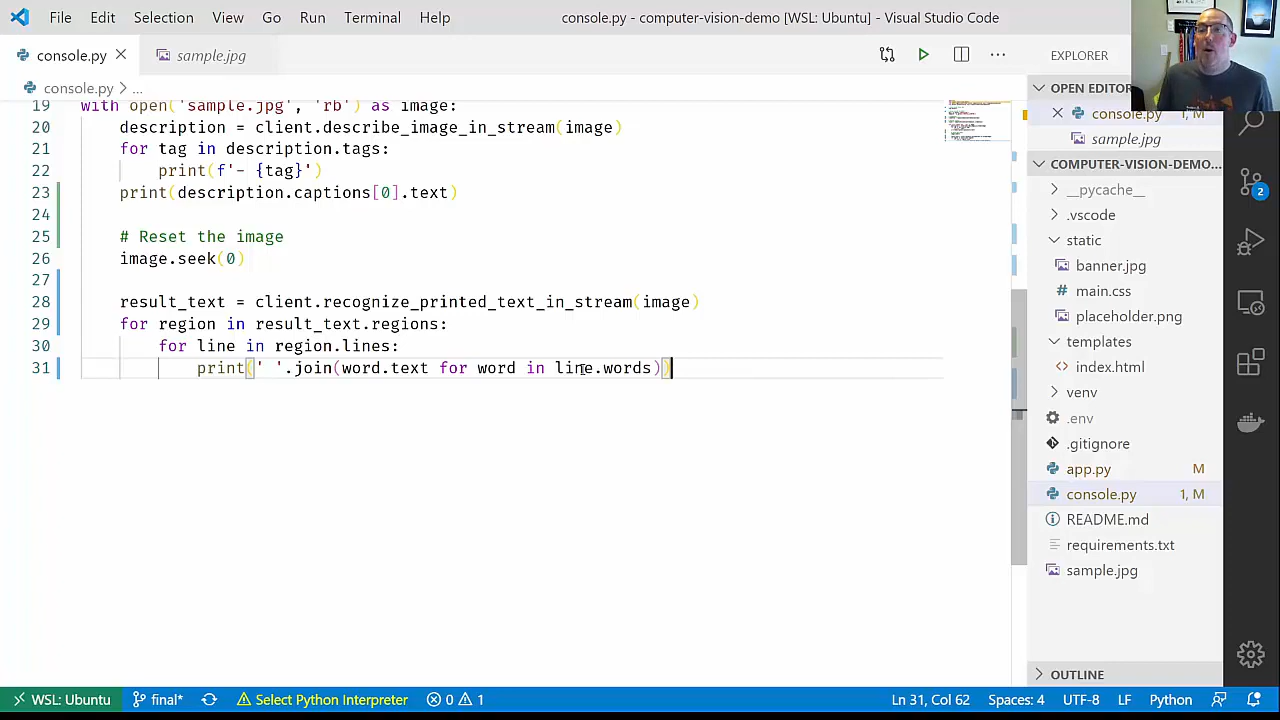 File Edit Selection View Go Run Terminal Help
console.py - computer-vision-demo [WSL: Ubuntu] - Visual Studio Code
console.py
sample.jpg
EXPLORER
console.py > ...
19 with open('sample.jpg', 'rb') as image:
20 description = client.describe_image_in_stream(image)
21 for tag in description.tags:
22 print(f'- {tag}')
23 print(description.captions[0].text)
24
25 # Reset the image
26 image.seek(0)
27
28 result_text = client.recognize_printed_text_in_stream(image)
29 for region in result_text.regions:
30 for line in region.lines:
31 print(' '.join(word.text for word in line.words))
OPEN EDITOR
console.py 1, M
sample.jpg
COMPUTER-VISION-DEMO...
__pycache__
.vscode
static
banner.jpg
main.css
placeholder.png
templates
index.html
venv
.env
.gitignore
app.py M
console.py 1, M
README.md
requirements.txt
sample.jpg
OUTLINE
2
WSL: Ubuntu
final*
Select Python Interpreter
0 1
Ln 31, Col 62
Spaces: 4
UTF-8
LF
Python